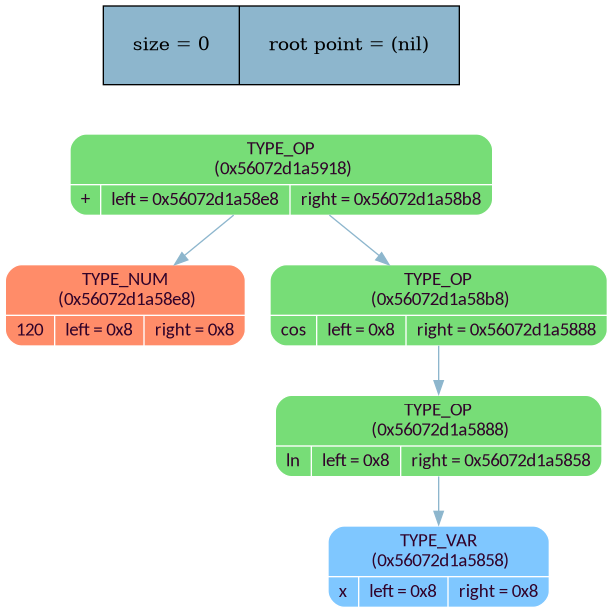 size = 0 root point = (nil)
TYPE_OP
(0x56072d1a5918)
+ left = 0x56072d1a58e8 right = 0x56072d1a58b8
TYPE_NUM
(0x56072d1a58e8)
120 left = 0x8 right = 0x8
TYPE_OP
(0x56072d1a58b8)
cos left = 0x8 right = 0x56072d1a5888
TYPE_OP
(0x56072d1a5888)
ln left = 0x8 right = 0x56072d1a5858
TYPE_VAR
(0x56072d1a5858)
x left = 0x8 right = 0x8